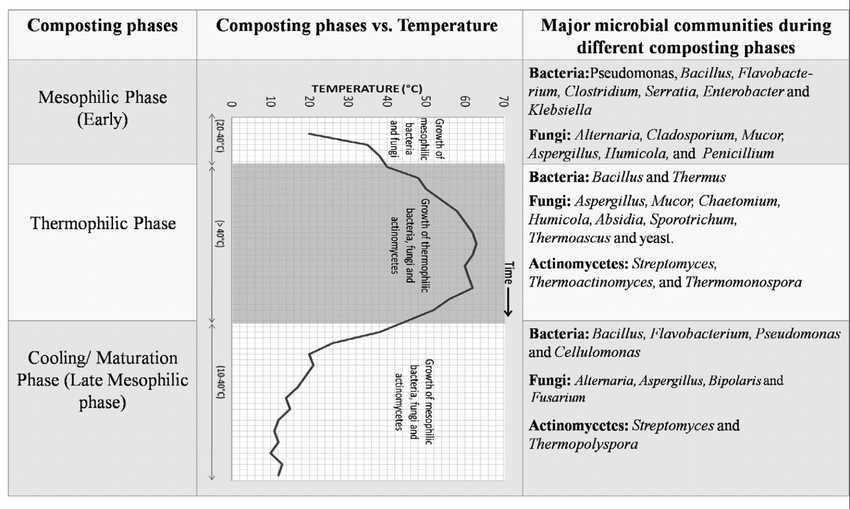 Composting phases
Composting phases vs. Temperature
Major microbial communities during
different composting phases
Mesophilic Phase
(Early)
TEMPERATURE (°C)
0 10 20 30 40 50 60 70
(20-40°C)
Growth of
mesophilic
bacteria
and fungi
Bacteria:Pseudomonas, Bacillus, Flavobacte-
rium, Clostridium, Serratia, Enterobacter and
Klebsiella
Fungi: Alternaria, Cladosporium, Mucor,
Aspergillus, Humicola, and Penicillium
Thermophilic Phase
(> 40°C)
Growth of thermophilic
bacteria, fungi and
actinomycetes
Time
Bacteria: Bacillus and Thermus
Fungi: Aspergillus, Mucor, Chaetomium,
Humicola, Absidia, Sporotrichum,
Thermoascus and yeast.
Actinomycetes: Streptomyces,
Thermoactinomyces, and Thermomonospora
Cooling/ Maturation
Phase (Late Mesophilic
phase)
(10-40°C)
Growth of mesophilic
bacteria, fungi and
actinomycetes
Bacteria: Bacillus, Flavobacterium, Pseudomonas
and Cellulomonas
Fungi: Alternaria, Aspergillus, Bipolaris and
Fusarium
Actinomycetes: Streptomyces and
Thermopolyspora